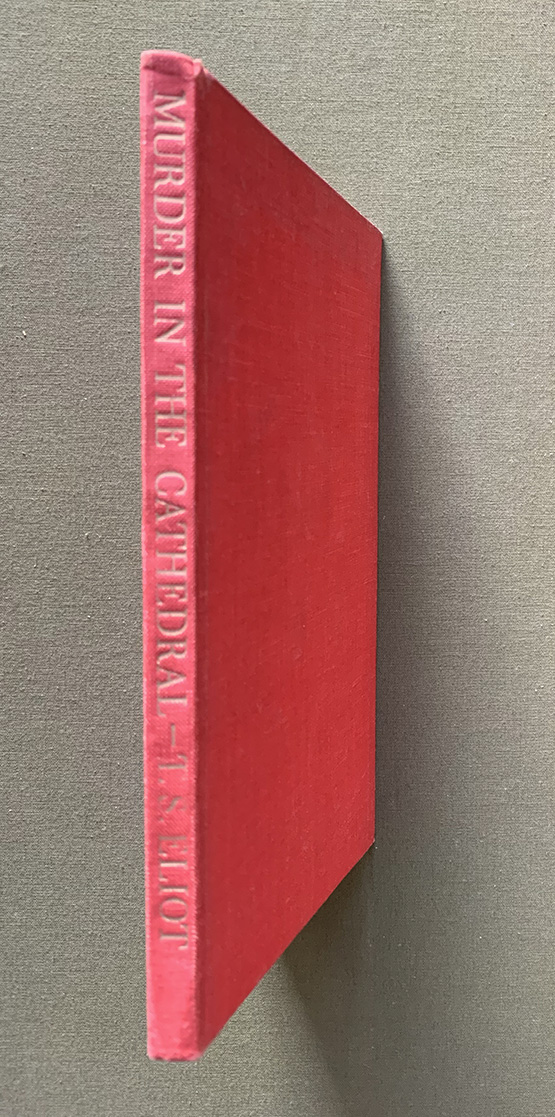 MURDER IN THE CATHEDRAL – T. S. ELIOT